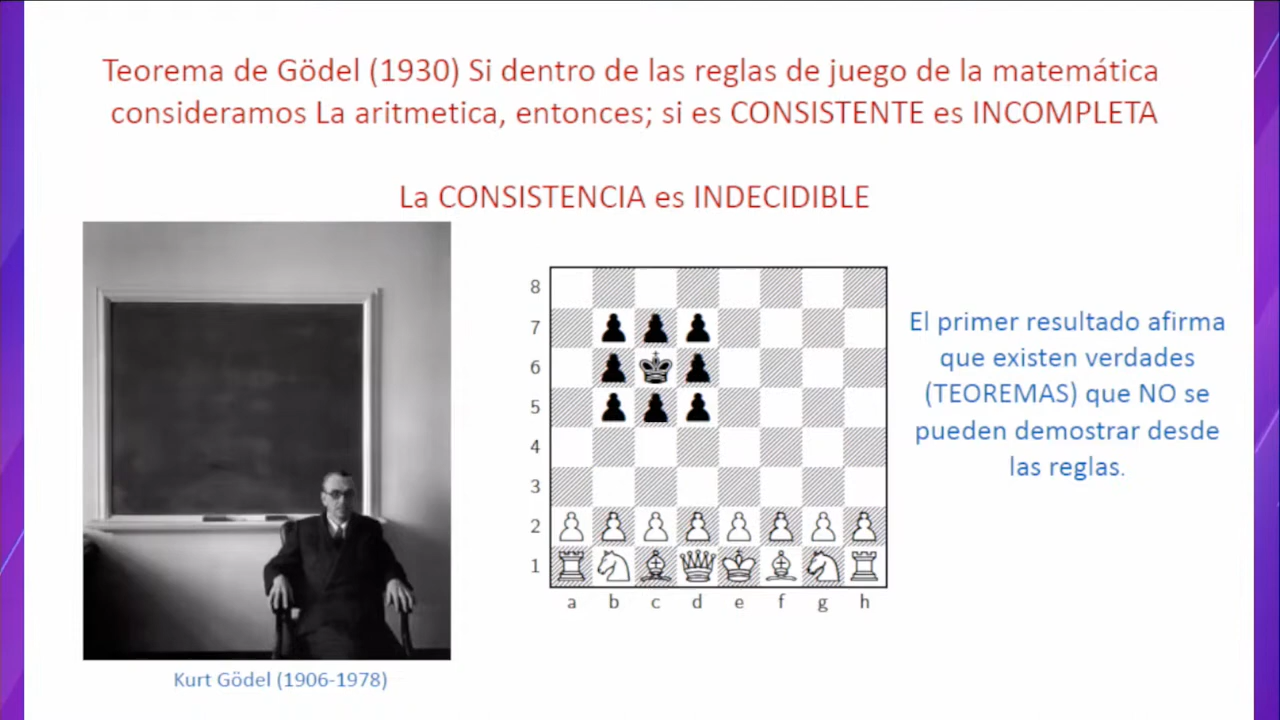 Teorema de Gödel (1930) Si dentro de las reglas de juego de la matemática
consideramos La aritmetica, entonces; si es CONSISTENTE es INCOMPLETA
La CONSISTENCIA es INDECIDIBLE
8
7
6
5
4
3
2
1
a b c d e f g h
El primer resultado afirma
que existen verdades
(TEOREMAS) que NO se
pueden demostrar desde
las reglas.
Kurt Gödel (1906-1978)